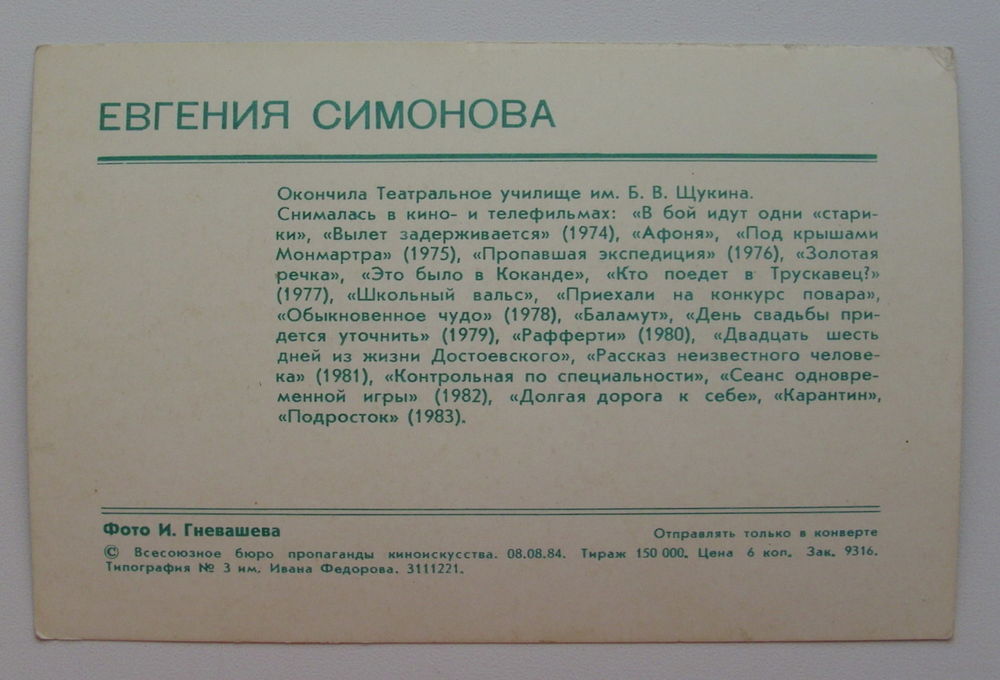 ЕВГЕНИЯ СИМОНОВА
Окончила Театральное училище им. Б. В. Щукина.
Снималась в кино- и телефильмах: «В бой идут одни «стари-
ки», «Вылет задерживается» (1974), «Афоня», «Под крышами
Монмартра» (1975), «Пропавшая экспедиция» (1976), «Золотая
речка», «Это было в Коканде», «Кто поедет в Трускавец?»
(1977), «Школьный вальс», «Приехали на конкурс повара»,
«Обыкновенное чудо» (1978), «Баламут», «День свадьбы при-
дется уточнить» (1979), «Рафферти» (1980), «Двадцать шесть
дней из жизни Достоевского», «Рассказ неизвестного челове-
ка» (1981), «Контрольная по специальности», «Сеанс одновре-
менной игры» (1982), «Долгая дорога к себе», «Карантин»,
«Подросток» (1983).
Фото И. Гневашева
Отправлять только в конверте
© Всесоюзное бюро пропаганды киноискусства. 08.08.84. Тираж 150 000. Цена 6 коп. Зак. 9316.
Типография № 3 им. Ивана Федорова. 3111221.